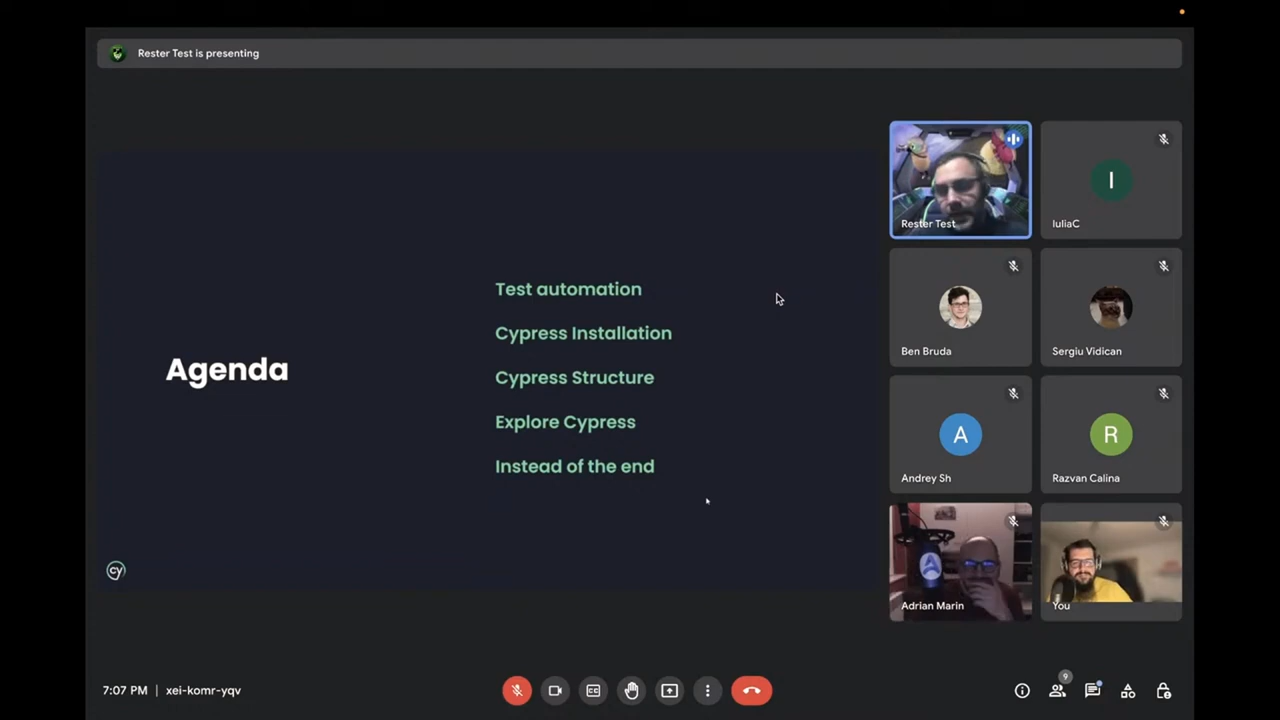 Rester Test is presenting
Agenda
Test automation
Cypress Installation
Cypress Structure
Explore Cypress
Instead of the end
cy
Rester Test
I
IuliaC
Ben Bruda
Sergiu Vidican
A
Andrey Sh
R
Razvan Calina
Adrian Marin
You
7:07 PM | xei-komr-yqv
CC
9